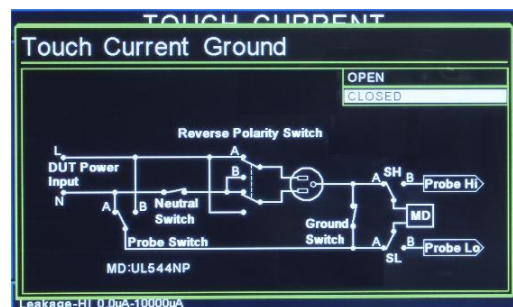 TOUCH CURRENT
Touch Current Ground
OPEN
CLOSED
Reverse Polarity Switch
L
A
DUT Power
Input
B
SH
A
B
Probe Hi
N
A
B
Neutral
Switch
Ground
Switch
MD
Probe Switch
A
B
Probe Lo
SL
MD:UL544NP
Leakage-HI 0.0uA-10000uA